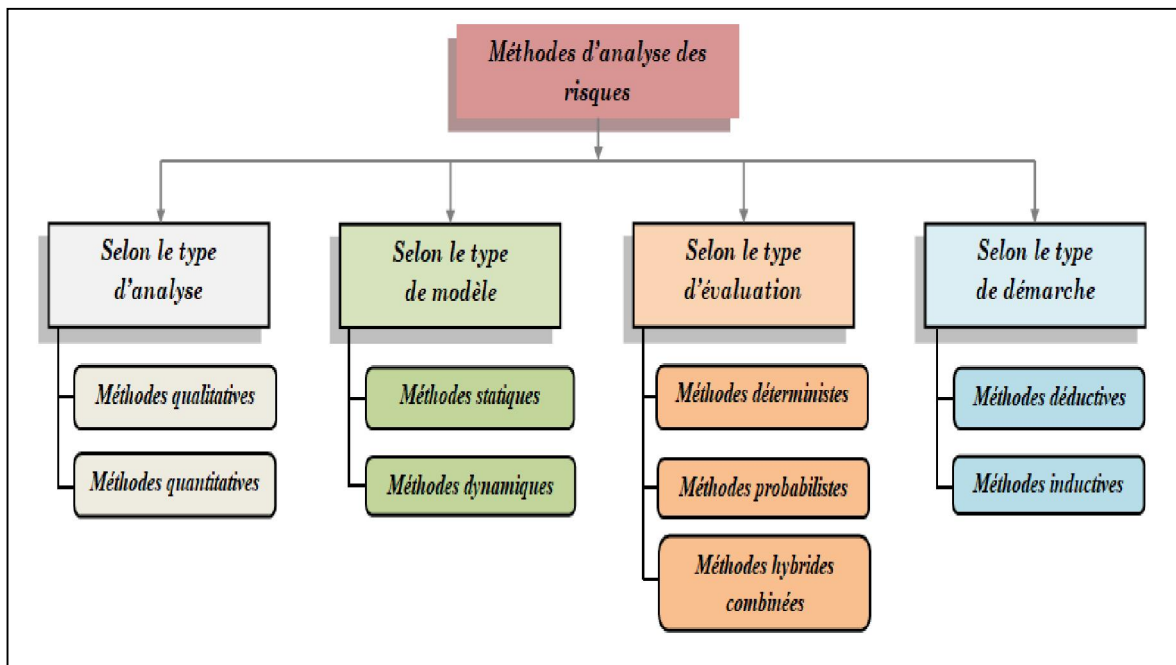 Méthodes d'analyse des
risques
Selon le type
d'analyse
Méthodes qualitatives
Méthodes quantitatives
Selon le type
de modèle
Méthodes statiques
Méthodes dynamiques
Selon le type
d'évaluation
Méthodes déterministes
Méthodes probabilistes
Méthodes hybrides
combinées
Selon le type
de démarche
Méthodes déductives
Méthodes inductives